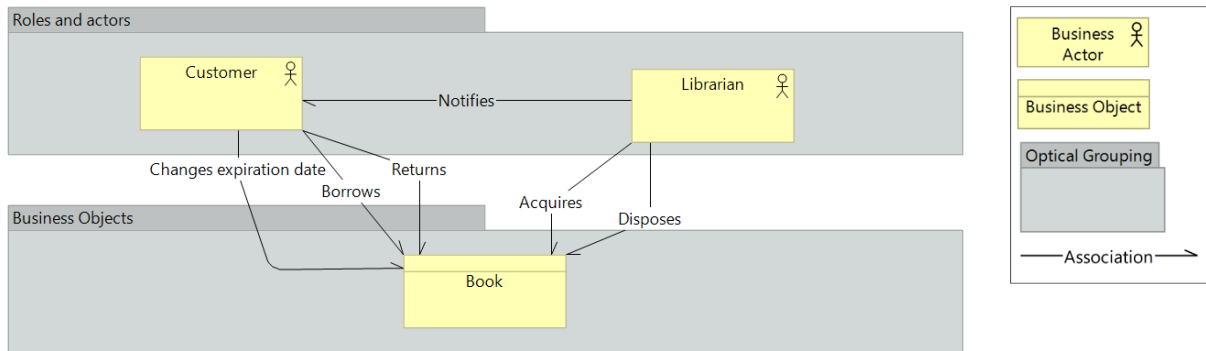 Roles and actors
Customer
Librarian
Notifies
Changes expiration date
Returns
Borrows
Acquires
Disposes
Business Objects
Book
Business
Actor
Business Object
Optical Grouping
Association